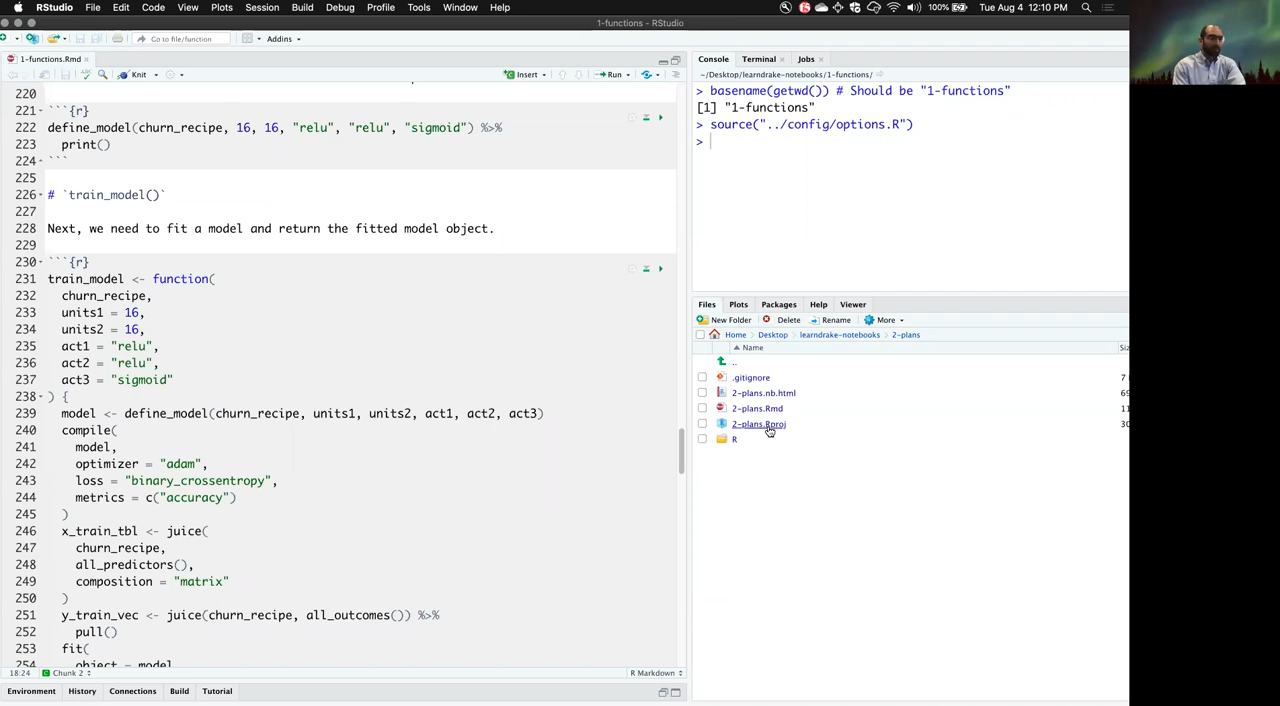 RStudio File Edit Code View Plots Session Build Debug Profile Tools Window Help 100% Tue Aug 4 12:10 PM
1-functions - RStudio
Go to file/function Addins
1-functions.Rmd
Knit Insert Run
220
221 ```{r}
222 define_model(churn_recipe, 16, 16, "relu", "relu", "sigmoid") %>%
223 print()
224 ```
225
226 # `train_model()`
227
228 Next, we need to fit a model and return the fitted model object.
229
230 ```{r}
231 train_model <- function(
232 churn_recipe,
233 units1 = 16,
234 units2 = 16,
235 act1 = "relu",
236 act2 = "relu",
237 act3 = "sigmoid"
238 ) {
239 model <- define_model(churn_recipe, units1, units2, act1, act2, act3)
240 compile(
241 model,
242 optimizer = "adam",
243 loss = "binary_crossentropy",
244 metrics = c("accuracy")
245 )
246 x_train_tbl <- juice(
247 churn_recipe,
248 all_predictors(),
249 composition = "matrix"
250 )
251 y_train_vec <- juice(churn_recipe, all_outcomes()) %>%
252 pull()
253 fit(
254 object = model
18:24 Chunk 2 R Markdown
Environment History Connections Build Tutorial
Console Terminal Jobs
~/Desktop/learndrake-notebooks/1-functions/
> basename(getwd()) # Should be "1-functions"
[1] "1-functions"
> source("../config/options.R")
>
Files Plots Packages Help Viewer
New Folder Delete Rename More
Home Desktop learndrake-notebooks 2-plans
Name
..
.gitignore 7
2-plans.nb.html 69
2-plans.Rmd 11
2-plans.Rproj 30
R